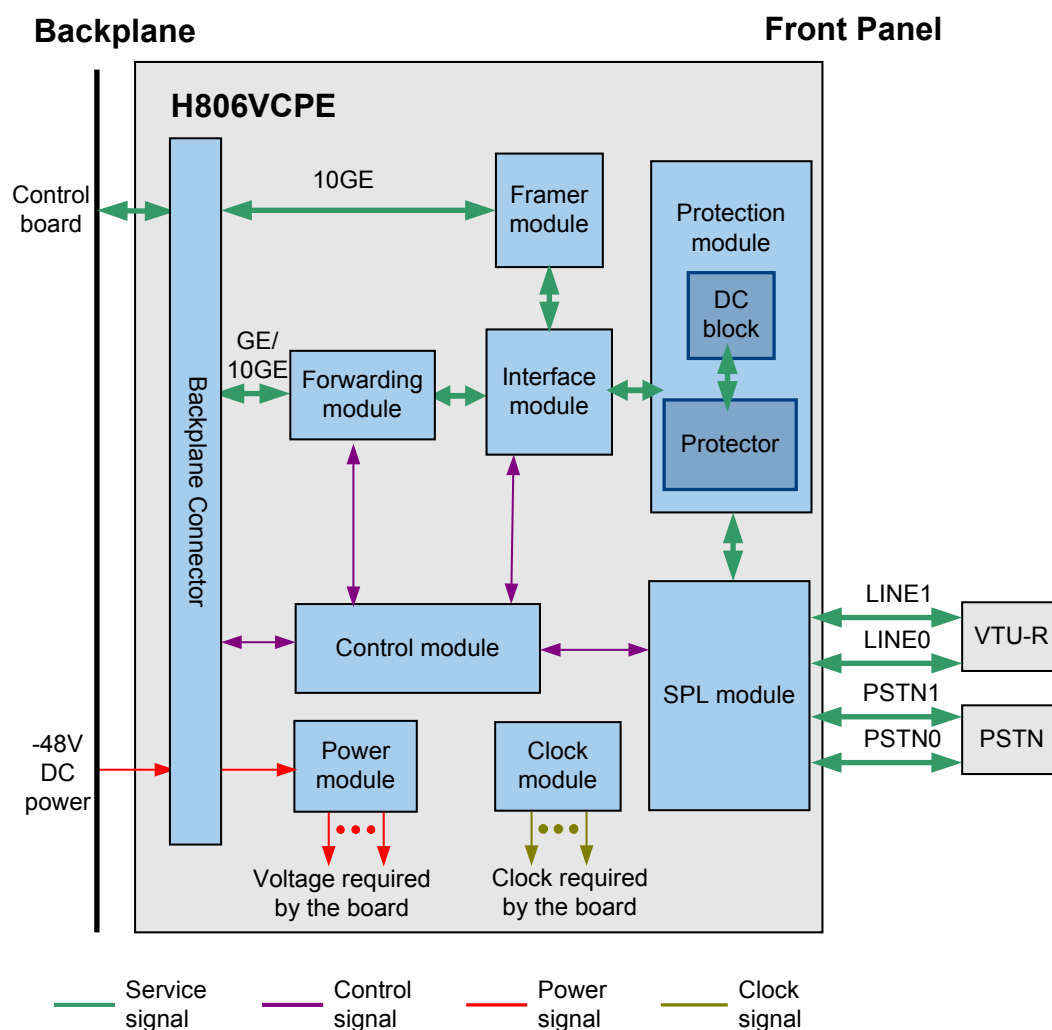 Backplane
Front Panel
H806VCPE
Control
board
10GE
Framer
module
Protection
module
DC
block
Protector
GE/
10GE
Forwarding
module
Interface
module
Backplane Connector
Control module
SPL module
LINE1
LINE0
VTU-R
PSTN1
PSTN0
PSTN
-48V
DC
power
Power
module
Clock
module
Voltage required
by the board
Clock required
by the board
Service
signal
Control
signal
Power
signal
Clock
signal